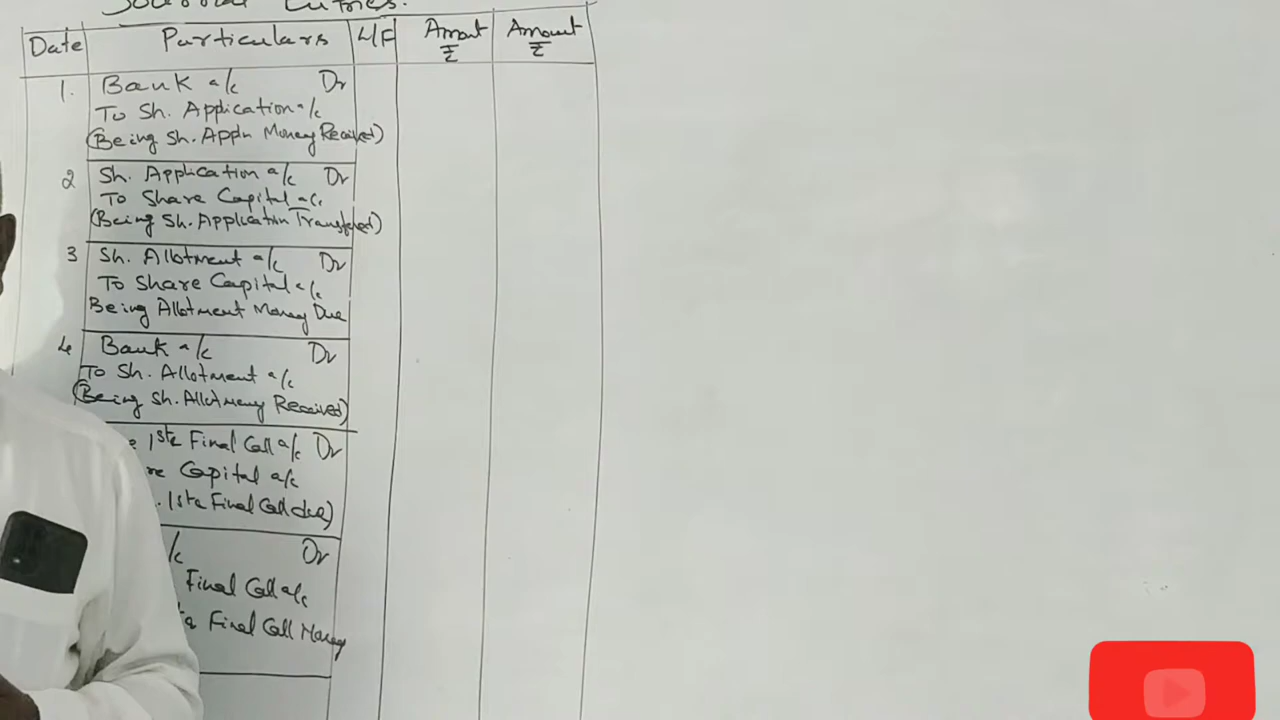 Journal Entries.
Date Particulars L/F Amount ₹ Amount ₹
1. Bank a/c Dr
To Sh. Application a/c
(Being Sh. Appln Money Received)
2 Sh. Application a/c Dr
To Share Capital a/c
(Being Sh. Application Transferred)
3 Sh. Allotment a/c Dr
To Share Capital a/c
Being Allotment Money Due
4 Bank a/c Dr
To Sh. Allotment a/c
(Being Sh. Allotmeny Received)
1st & Final Call a/c Dr
Capital a/c
1st & Final Call due)
Dr
Final Call a/c
& Final Call Money